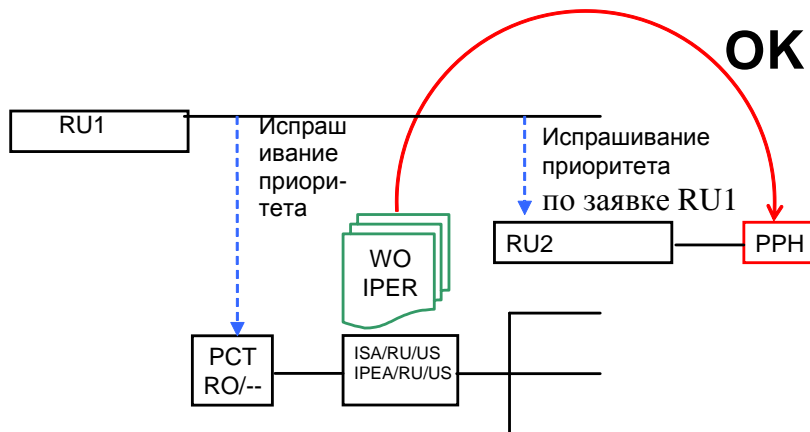 OK
RU1
Испраш
ивание
приори-
тета
Испрашивание
приоритета
по заявке RU1
WO
IPER
RU2
PPH
PCT
RO/--
ISA/RU/US
IPEA/RU/US